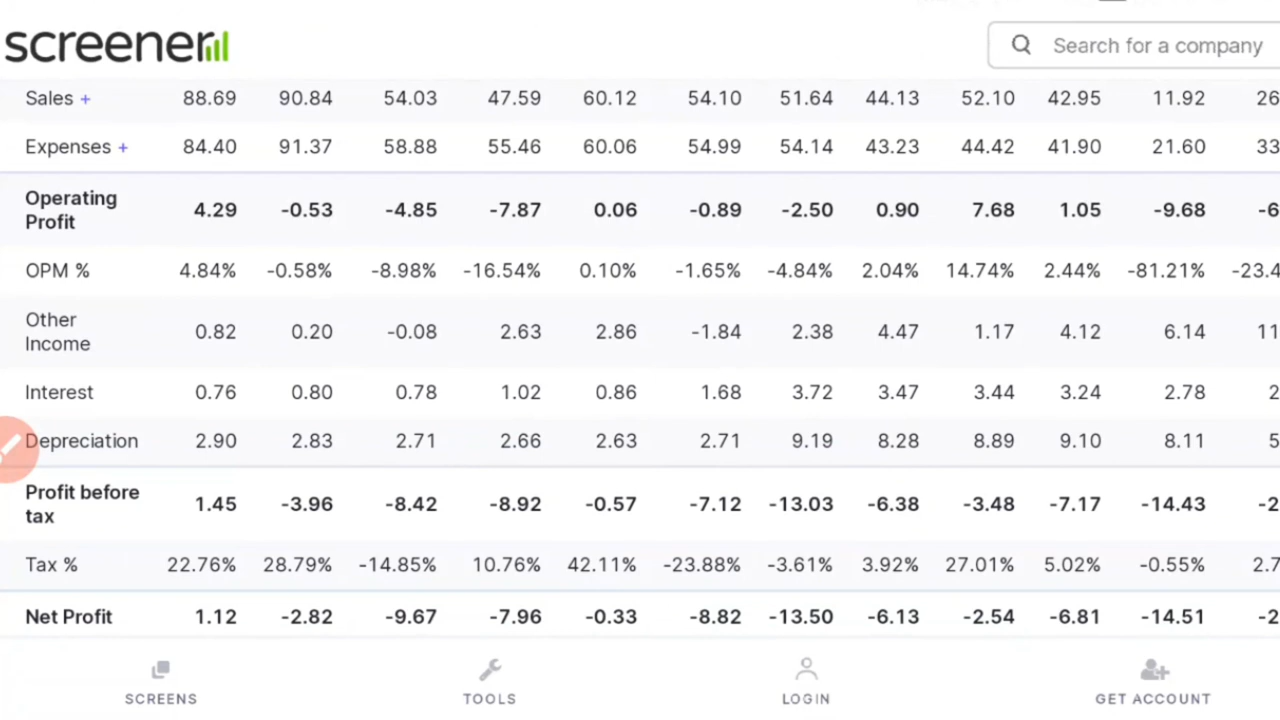 screener
Search for a company
Sales + 88.69 90.84 54.03 47.59 60.12 54.10 51.64 44.13 52.10 42.95 11.92 26
Expenses + 84.40 91.37 58.88 55.46 60.06 54.99 54.14 43.23 44.42 41.90 21.60 33
Operating
Profit 4.29 -0.53 -4.85 -7.87 0.06 -0.89 -2.50 0.90 7.68 1.05 -9.68 -6
OPM % 4.84% -0.58% -8.98% -16.54% 0.10% -1.65% -4.84% 2.04% 14.74% 2.44% -81.21% -23.4
Other
Income 0.82 0.20 -0.08 2.63 2.86 -1.84 2.38 4.47 1.17 4.12 6.14 11
Interest 0.76 0.80 0.78 1.02 0.86 1.68 3.72 3.47 3.44 3.24 2.78 2
Depreciation 2.90 2.83 2.71 2.66 2.63 2.71 9.19 8.28 8.89 9.10 8.11 5
Profit before
tax 1.45 -3.96 -8.42 -8.92 -0.57 -7.12 -13.03 -6.38 -3.48 -7.17 -14.43 -2
Tax % 22.76% 28.79% -14.85% 10.76% 42.11% -23.88% -3.61% 3.92% 27.01% 5.02% -0.55% 2.7
Net Profit 1.12 -2.82 -9.67 -7.96 -0.33 -8.82 -13.50 -6.13 -2.54 -6.81 -14.51 -2
SCREENS TOOLS LOGIN GET ACCOUNT